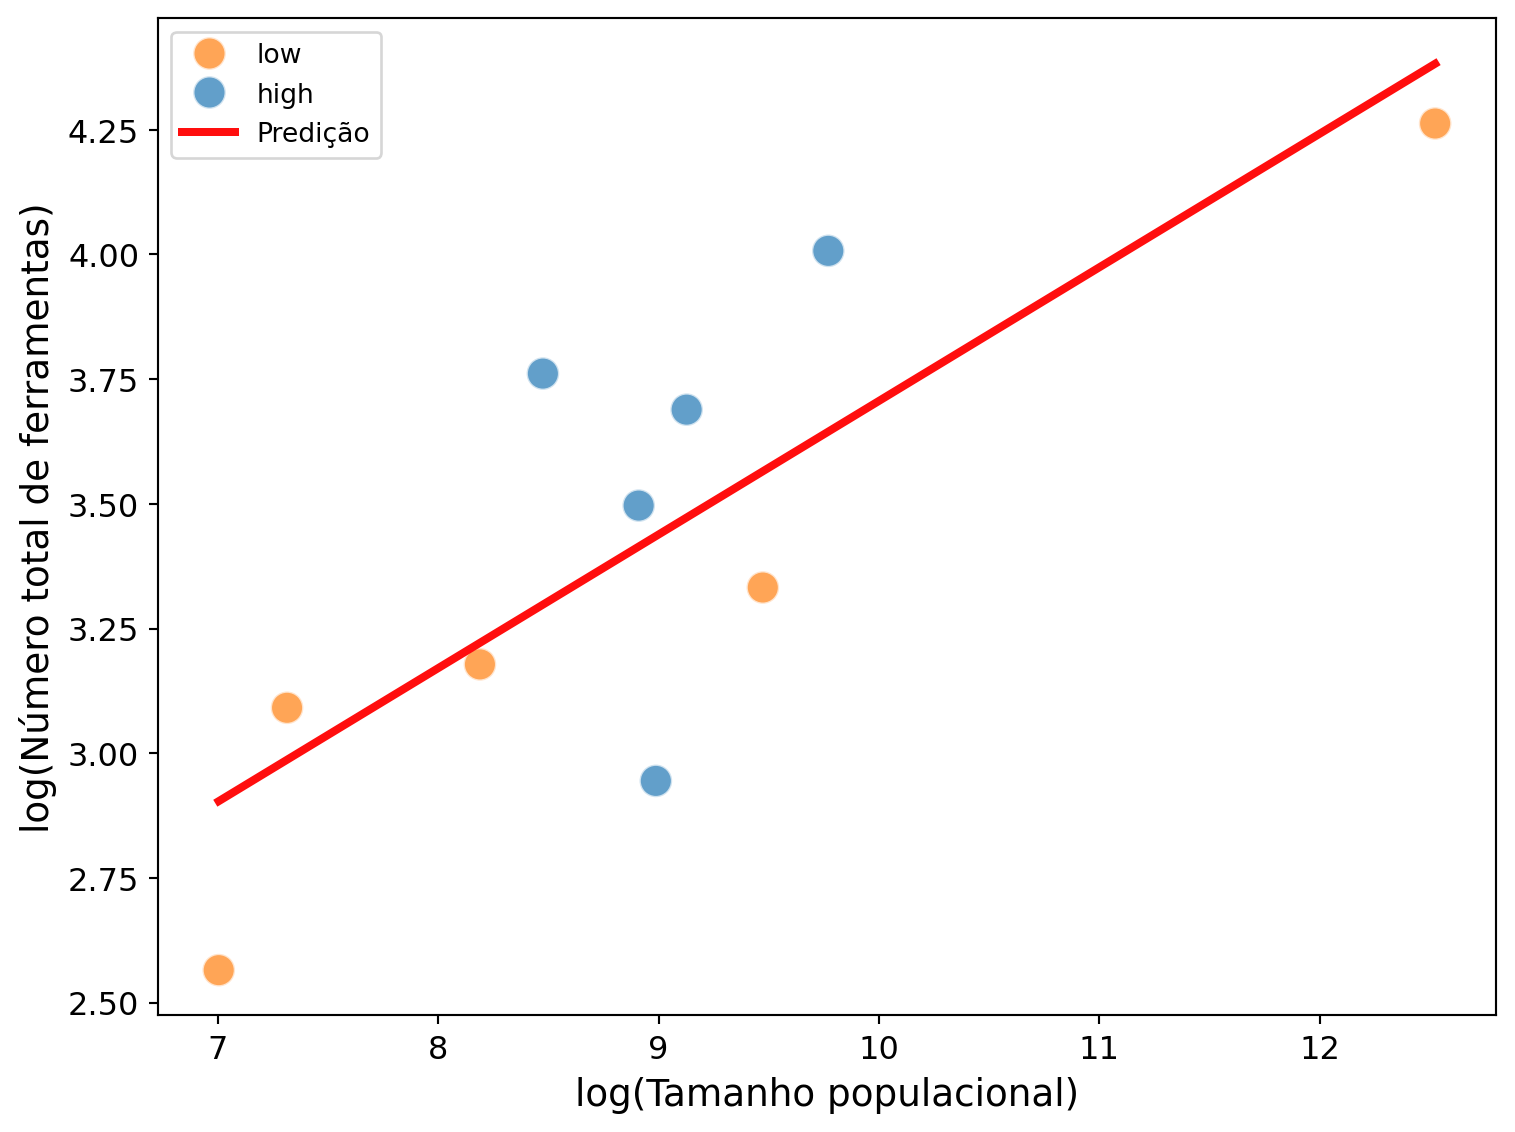 low
high
Predição
4.25
4.00
3.75
3.50
3.25
3.00
2.75
2.50
log(Número total de ferramentas)
7 8 9 10 11 12
log(Tamanho populacional)